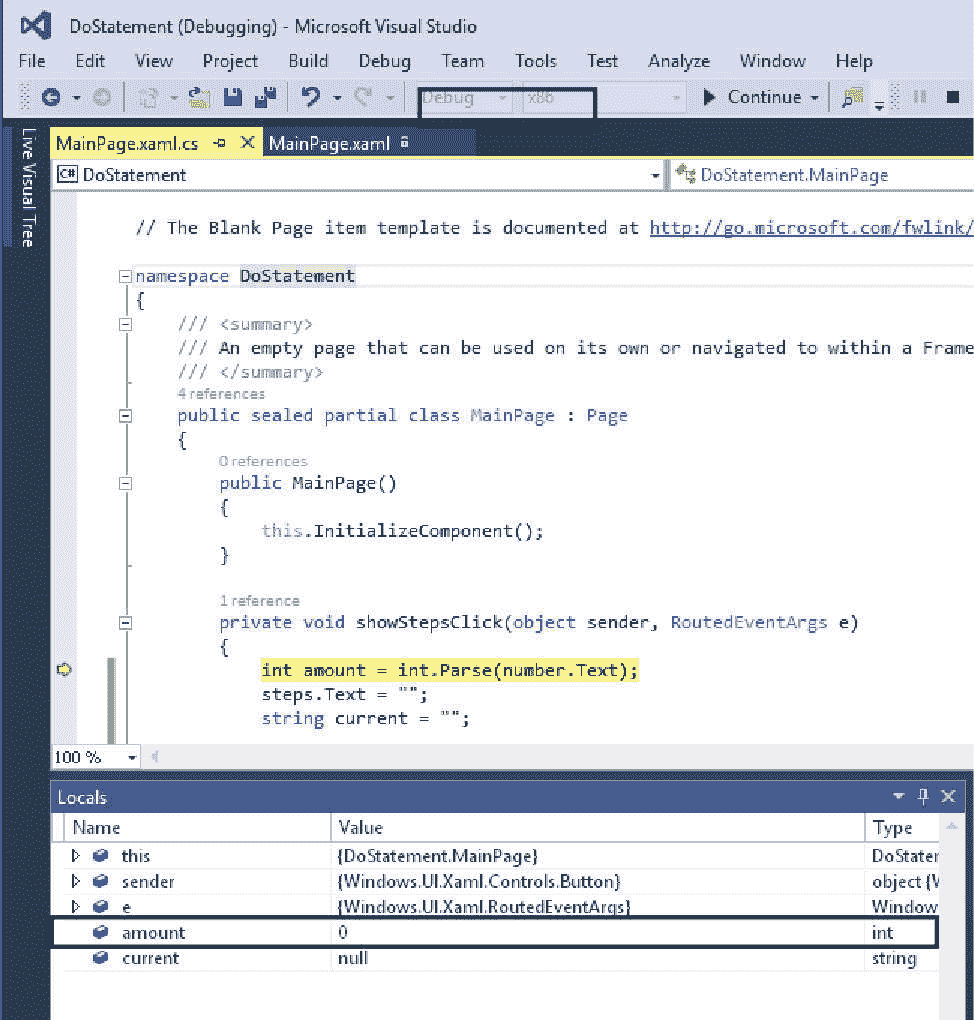 DoStatement (Debugging) - Microsoft Visual Studio
File Edit View Project Build Debug Team Tools Test Analyze Window Help
Debug x86 Continue
Live Visual Tree
MainPage.xaml.cs MainPage.xaml
C# DoStatement DoStatement.MainPage
// The Blank Page item template is documented at http://go.microsoft.com/fwlink/
namespace DoStatement
{
/// <summary>
/// An empty page that can be used on its own or navigated to within a Frame
/// </summary>
4 references
public sealed partial class MainPage : Page
{
0 references
public MainPage()
{
this.InitializeComponent();
}
1 reference
private void showStepsClick(object sender, RoutedEventArgs e)
{
int amount = int.Parse(number.Text);
steps.Text = "";
string current = "";
100 %
Locals
Name Value Type
this {DoStatement.MainPage} DoStater
sender {Windows.UI.Xaml.Controls.Button} object {W
e {Windows.UI.Xaml.RoutedEventArgs} Window
amount 0 int
current null string